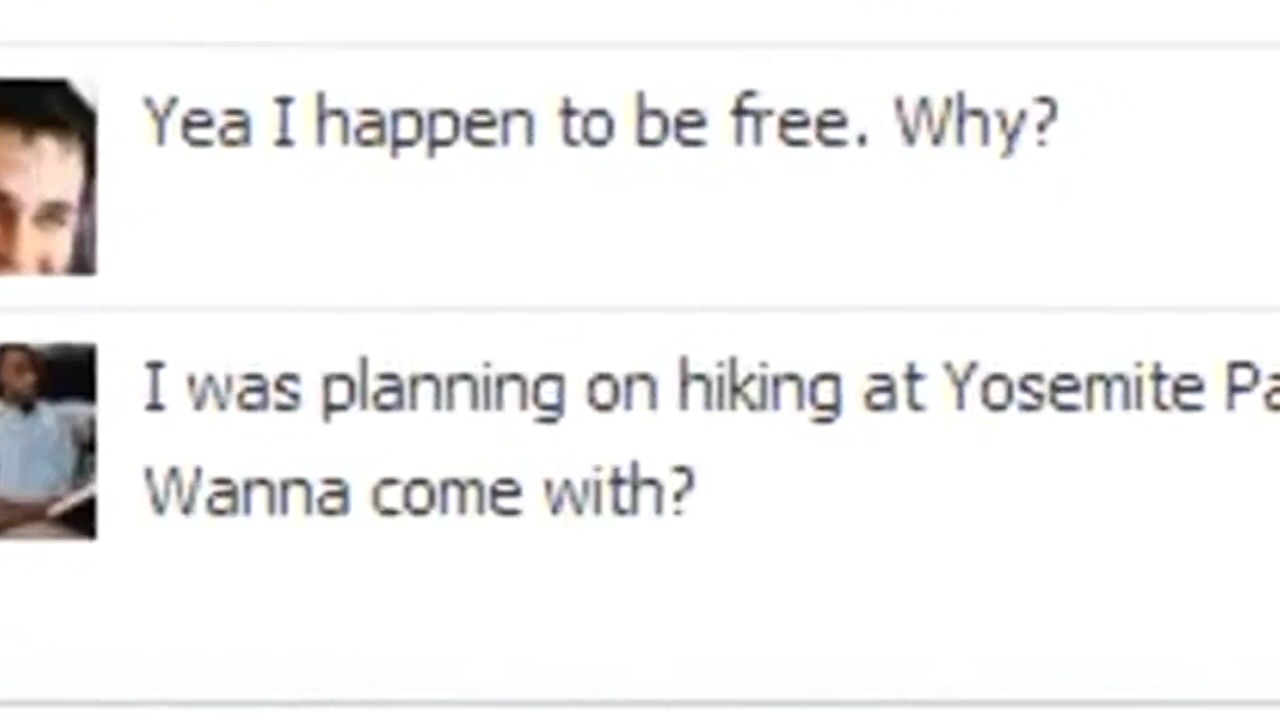 Yea I happen to be free. Why?
I was planning on hiking at Yosemite
Wanna come with?